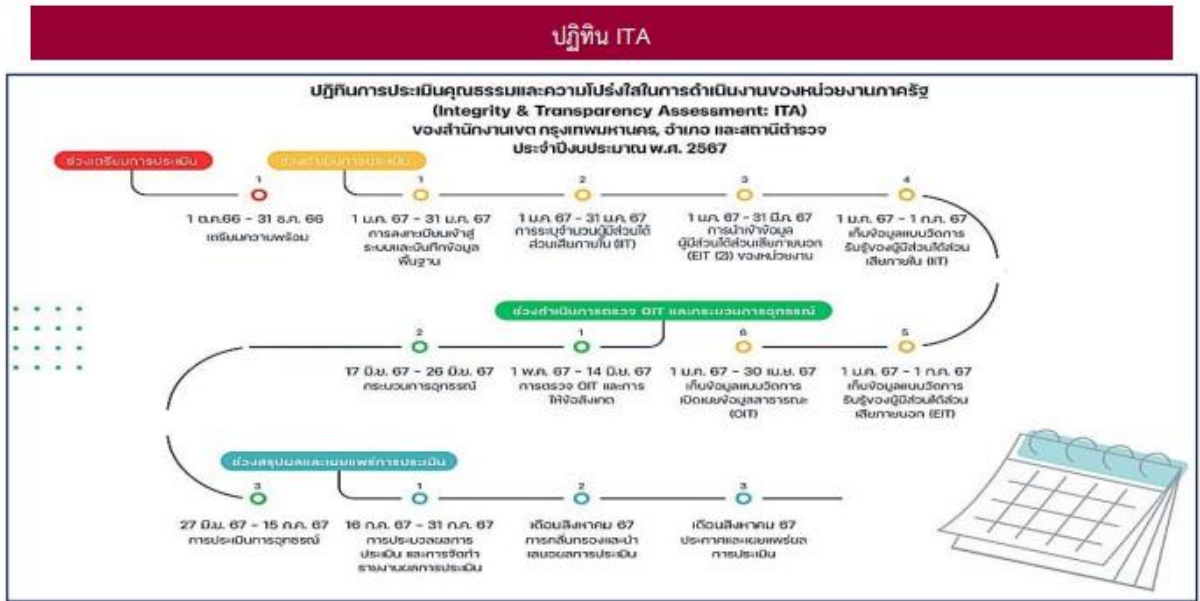 ปฏิทิน ITA
ปฏิทินการประเมินคุณธรรมและความโปร่งใสในการดำเนินงานของหน่วยงานภาครัฐ
(Integrity & Transparency Assessment: ITA)
ของสำนักงานเขต กรุงเทพมหานคร, อำเภอ และสถานีตำรวจ
ประจำปีงบประมาณ พ.ศ. 2567
ช่วงเตรียมการประเมิน
1
1 ต.ค.66 - 31 ธ.ค. 66
เตรียมความพร้อม
ช่วงดำเนินการประเมิน
1
1 ม.ค. 67 - 31 ม.ค. 67
การลงทะเบียนเข้าสู่
ระบบและบันทึกข้อมูล
พื้นฐาน
2
1 ม.ค. 67 - 31 ม.ค. 67
การระบุจำนวนผู้มีส่วนได้
ส่วนเสียภายใน (IIT)
3
1 ม.ค. 67 - 31 มี.ค. 67
การนำเข้าข้อมูล
ผู้มีส่วนได้ส่วนเสียภายนอก
(EIT (2)) ของหน่วยงาน
4
1 ม.ค. 67 - 1 ก.ค. 67
เก็บข้อมูลแบบวัดการ
รับรู้ของผู้มีส่วนได้ส่วน
เสียภายใน (IIT)
5
1 ม.ค. 67 - 1 ก.ค. 67
เก็บข้อมูลแบบวัดการ
รับรู้ของผู้มีส่วนได้ส่วน
เสียภายนอก (EIT)
6
1 ม.ค. 67 - 30 เม.ย. 67
เก็บข้อมูลแบบวัดการ
เปิดเผยข้อมูลสาธารณะ
(OIT)
ช่วงดำเนินการตรวจ OIT และกระบวนการอุทธรณ์
1
1 พ.ค. 67 - 14 มิ.ย. 67
การตรวจ OIT และการ
ให้ข้อสังเกต
2
17 มิ.ย. 67 - 26 มิ.ย. 67
กระบวนการอุทธรณ์
3
27 มิ.ย. 67 - 15 ก.ค. 67
การประเมินการอุทธรณ์
ช่วงสรุปผลและเผยแพร่การประเมิน
1
16 ก.ค. 67 - 31 ก.ค. 67
การประมวลผลการ
ประเมิน และการจัดทำ
รายงานผลการประเมิน
2
เดือนสิงหาคม 67
การกลั่นกรองและนำ
เสนอผลการประเมิน
3
เดือนสิงหาคม 67
ประกาศและเผยแพร่ผล
การประเมิน